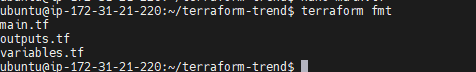 ubuntu@ip-172-31-21-220:~/terraform-trend$ terraform fmt
main.tf
outputs.tf
variables.tf
ubuntu@ip-172-31-21-220:~/terraform-trend$